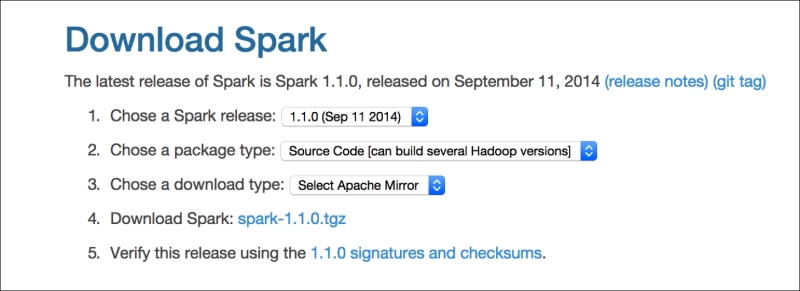 Download Spark
The latest release of Spark is Spark 1.1.0, released on September 11, 2014 (release notes) (git tag)
1. Chose a Spark release: 1.1.0 (Sep 11 2014)
2. Chose a package type: Source Code [can build several Hadoop versions]
3. Chose a download type: Select Apache Mirror
4. Download Spark: spark-1.1.0.tgz
5. Verify this release using the 1.1.0 signatures and checksums.